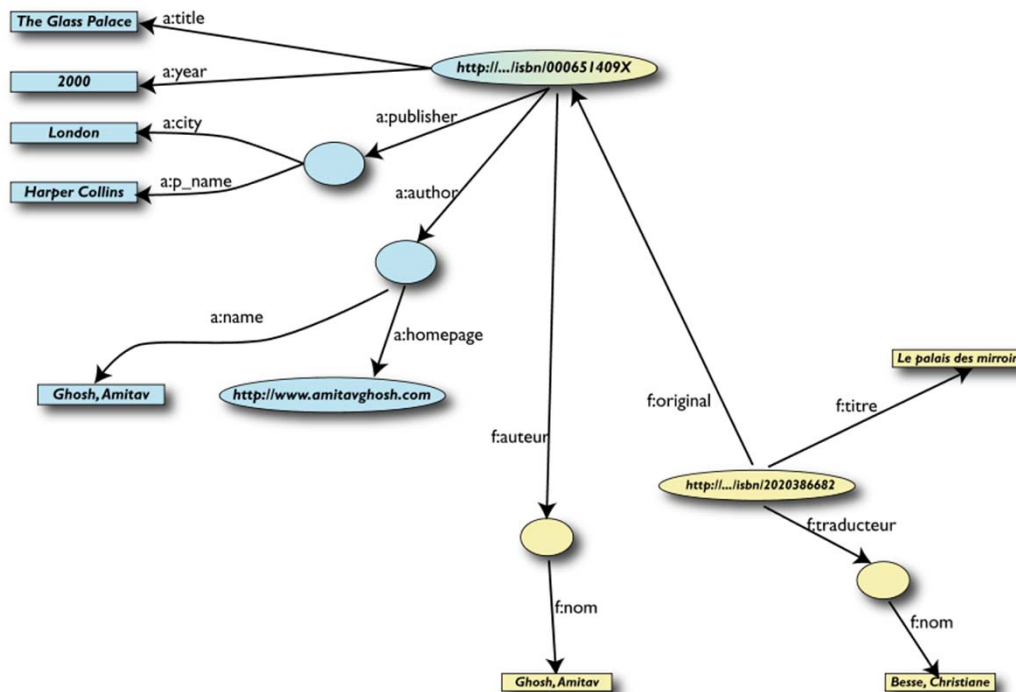 The Glass Palace
a:title
http://.../isbn/000651409X
2000
a:year
London
a:city
a:publisher
Harper Collins
a:p_name
a:author
a:name
a:homepage
Ghosh, Amitav
http://www.amitavghosh.com
Le palais des mirroir
f:original
f:titre
f:auteur
http://.../isbn/2020386682
f:traducteur
f:nom
f:nom
Ghosh, Amitav
Besse, Christiane